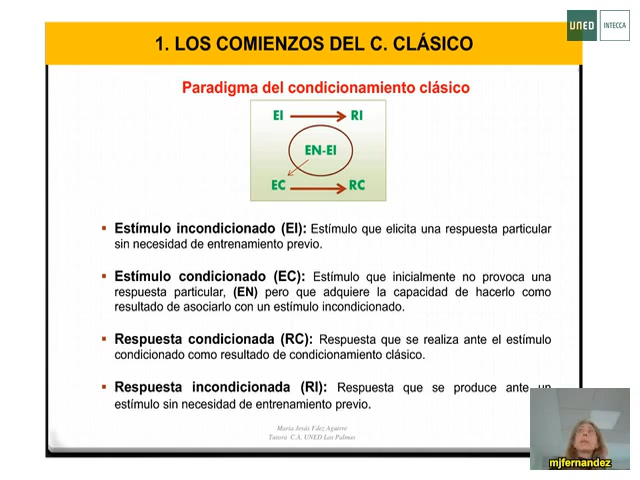 UNED INTECCA
1. LOS COMIENZOS DEL C. CLÁSICO
Paradigma del condicionamiento clásico
EI RI
EN-EI
EC RC
Estímulo incondicionado (EI): Estímulo que elicita una respuesta particular
sin necesidad de entrenamiento previo.
Estímulo condicionado (EC): Estímulo que inicialmente no provoca una
respuesta particular, (EN) pero que adquiere la capacidad de hacerlo como
resultado de asociarlo con un estímulo incondicionado.
Respuesta condicionada (RC): Respuesta que se realiza ante el estímulo
condicionado como resultado de condicionamiento clásico.
Respuesta incondicionada (RI): Respuesta que se produce ante un
estímulo sin necesidad de entrenamiento previo.
María Jesús Fdez Aguirre
Tutora C.A. UNED Las Palmas
mjfernandez